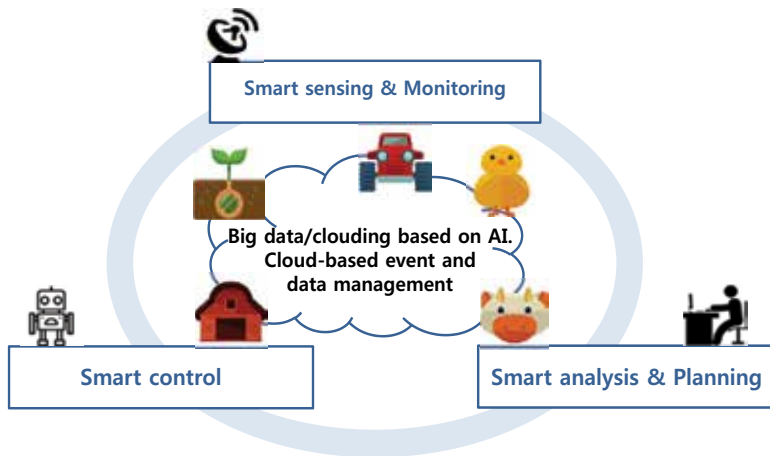 Smart sensing & Monitoring
Big data/clouding based on AI.
Cloud-based event and
data management
Smart control
Smart analysis & Planning